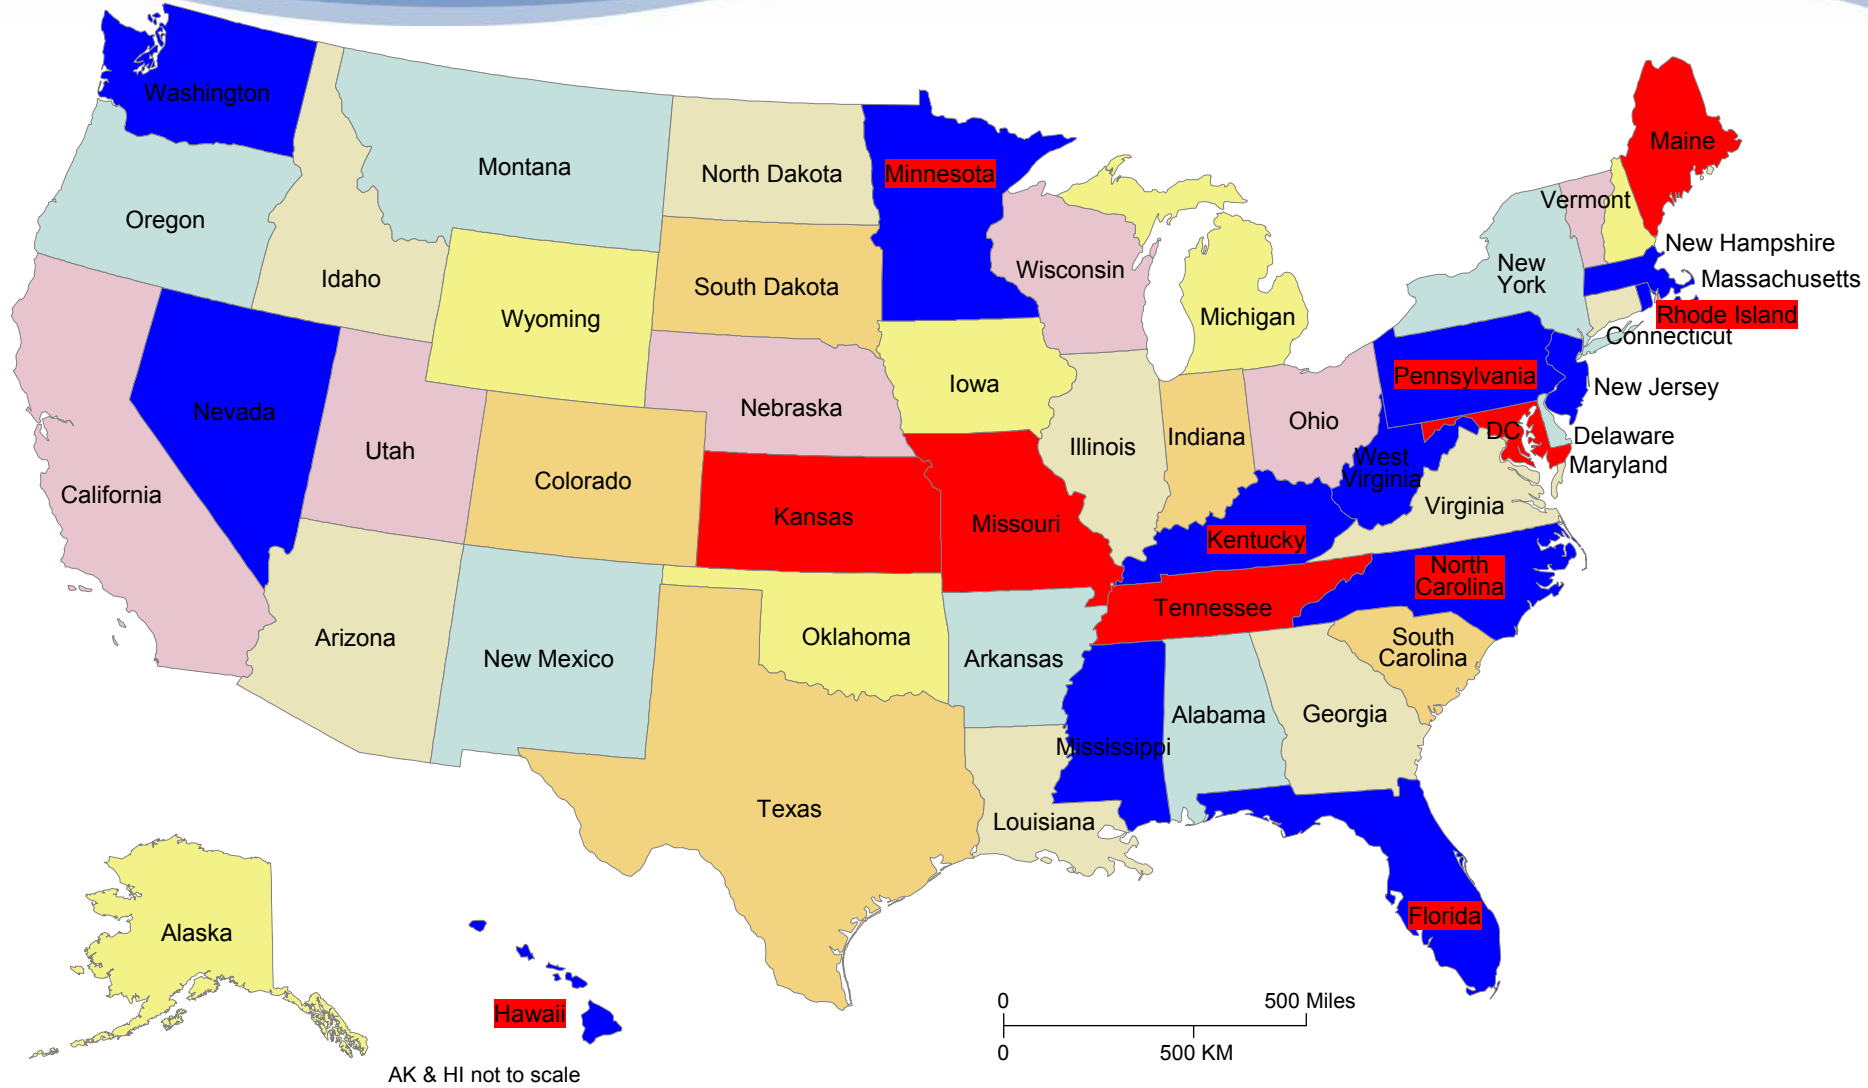 Washington
Montana
North Dakota
Minnesota
Maine
Oregon
Idaho
South Dakota
Wisconsin
Vermont
New Hampshire
New
York
Massachusetts
Wyoming
Michigan
Rhode Island
Connecticut
Pennsylvania
New Jersey
Nevada
Nebraska
Iowa
Utah
Colorado
Illinois
Indiana
Ohio
DC
Delaware
Maryland
West
Virginia
California
Kansas
Missouri
Kentucky
Virginia
North
Carolina
Tennessee
Arizona
New Mexico
Oklahoma
Arkansas
South
Carolina
Mississippi
Alabama
Georgia
Texas
Louisiana
Florida
Alaska
Hawaii
0 500 Miles
0 500 KM
AK & HI not to scale